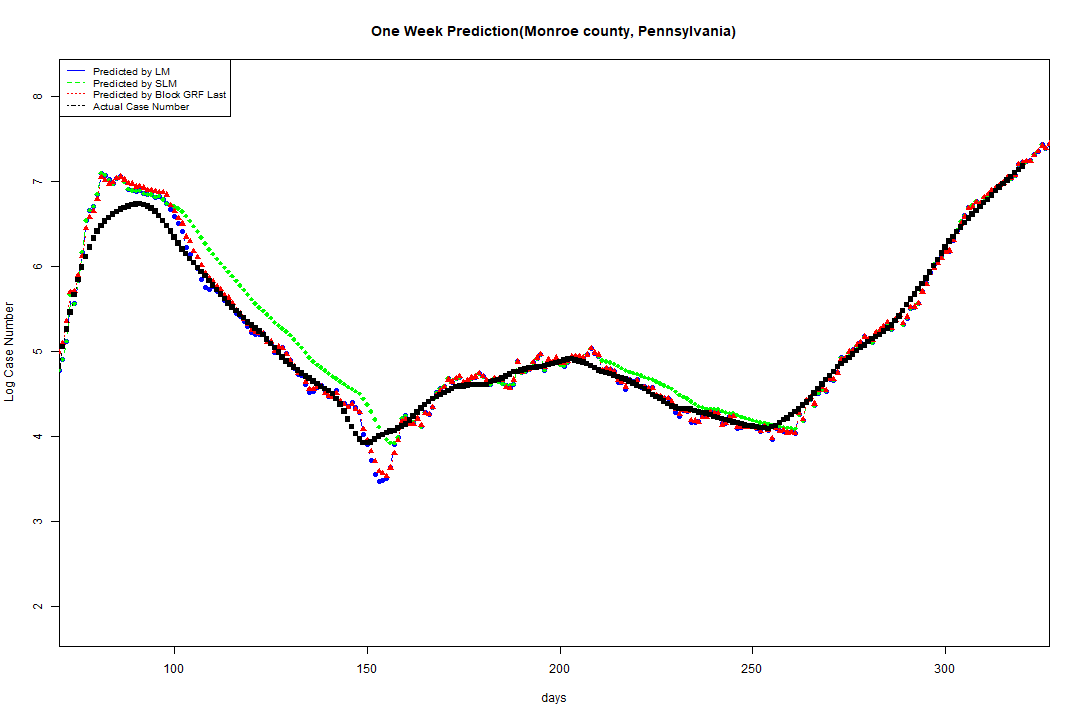 One Week Prediction(Monroe county, Pennsylvania)
Predicted by LM
Predicted by SLM
Predicted by Block GRF Last
Actual Case Number
8
7
6
5
4
3
2
Log Case Number
100 150 200 250 300
days